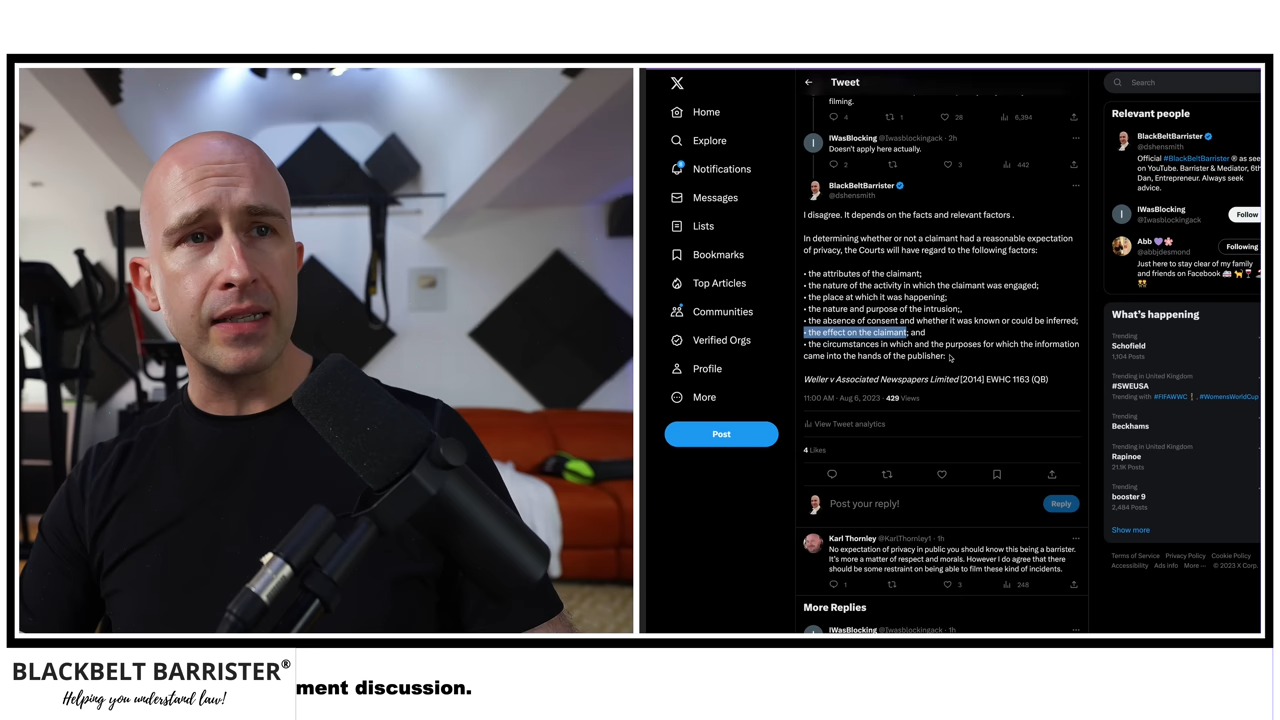 Tweet
filming.
4 1 28 6,394
IWasBlocking @Iwasblockingack · 2h
Doesn't apply here actually.
2 3 442
BlackBeltBarrister
@dshensmith
I disagree. It depends on the facts and relevant factors .
In determining whether or not a claimant had a reasonable expectation
of privacy, the Courts will have regard to the following factors:
• the attributes of the claimant;
• the nature of the activity in which the claimant was engaged;
• the place at which it was happening;
• the nature and purpose of the intrusion;,
• the absence of consent and whether it was known or could be inferred;
• the effect on the claimant; and
• the circumstances in which and the purposes for which the information
came into the hands of the publisher:
Weller v Associated Newspapers Limited [2014] EWHC 1163 (QB)
11:00 AM · Aug 6, 2023 · 429 Views
View Tweet analytics
4 Likes
Post your reply!
Reply
Karl Thornley @KarlThornley1 · 1h
No expectation of privacy in public you should know this being a barrister.
It's more a matter of respect and morals. However I do agree that there
should be some restraint on being able to film these kind of incidents.
1 3 248
More Replies
IWasBlocking @Iwasblockingack · 1h
X
Home
Explore
Notifications
Messages
Lists
Bookmarks
Top Articles
Communities
Verified Orgs
Profile
More
Post
Search
Relevant people
BlackBeltBarrister
@dshensmith
Official #BlackBeltBarrister ® as see
on YouTube. Barrister & Mediator, 6th
Dan, Entrepreneur. Always seek
advice.
I
IWasBlocking
@Iwasblockingack
Follow
Abb
@abbjdesmond
Following
Just here to stay clear of my family
and friends on Facebook
What's happening
Trending
Schofield
1,104 Posts
Trending in United Kingdom
#SWEUSA
Trending with #FIFAWWC , #WomensWorldCup
Trending
Beckhams
Trending in United Kingdom
Rapinoe
21.1K Posts
Trending
booster 9
2,484 Posts
Show more
Terms of Service Privacy Policy Cookie Policy
Accessibility Ads info More ··· © 2023 X Corp.
BLACKBELT BARRISTER®
Helping you understand law!
ment discussion.